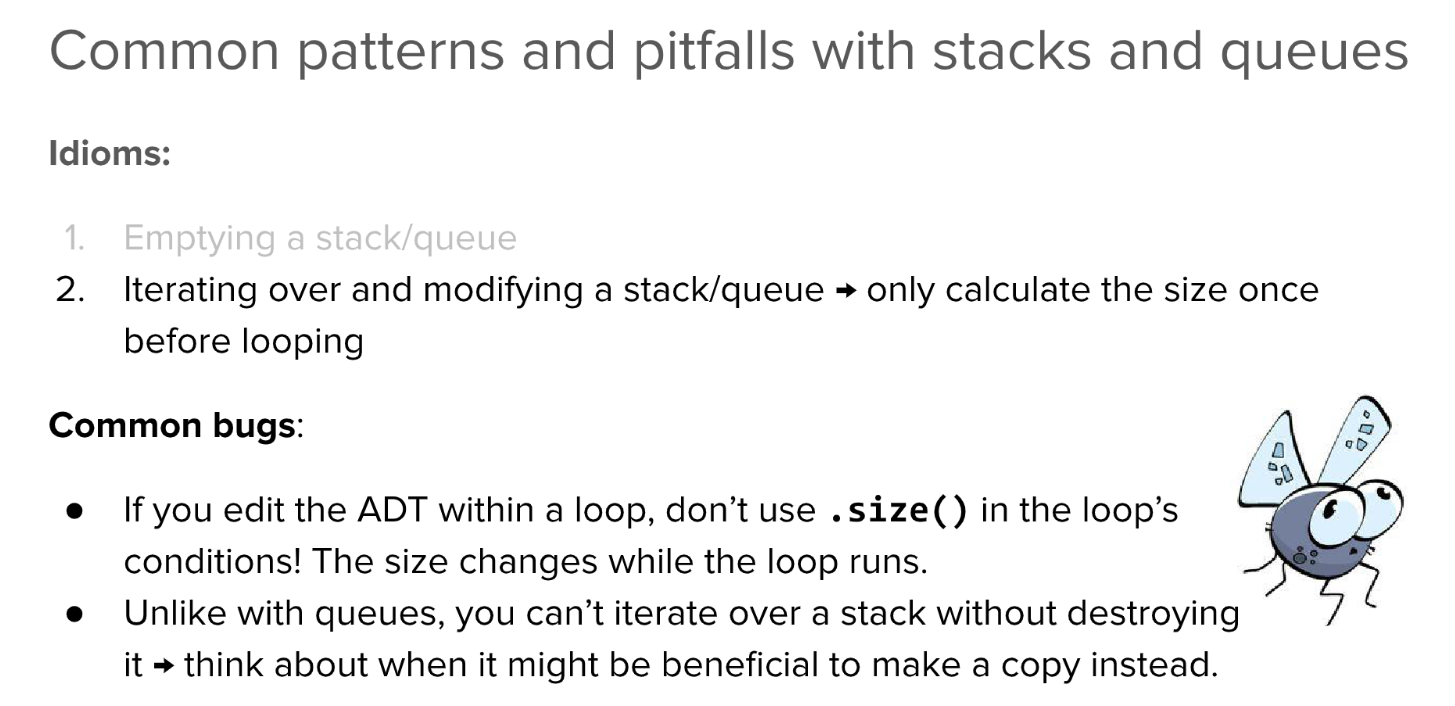 Common patterns and pitfalls with stacks and queues
Idioms:
1. Emptying a stack/queue
2. Iterating over and modifying a stack/queue → only calculate the size once
before looping
Common bugs:
● If you edit the ADT within a loop, don’t use .size() in the loop’s
conditions! The size changes while the loop runs.
● Unlike with queues, you can’t iterate over a stack without destroying
it → think about when it might be beneficial to make a copy instead.